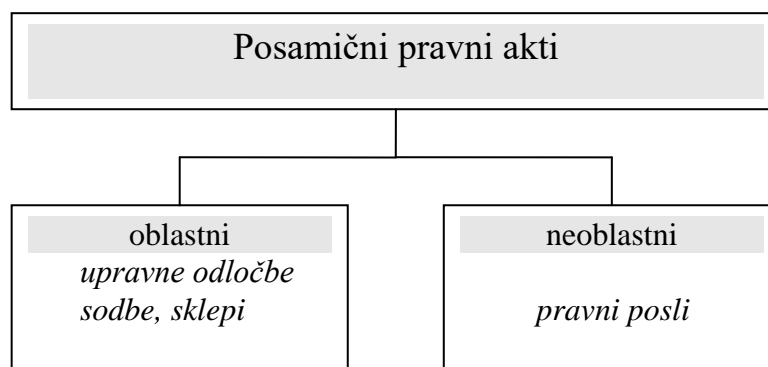 Posamični pravni akti
oblastni
upravne odločbe
sodbe, sklepi
neoblastni
pravni posli